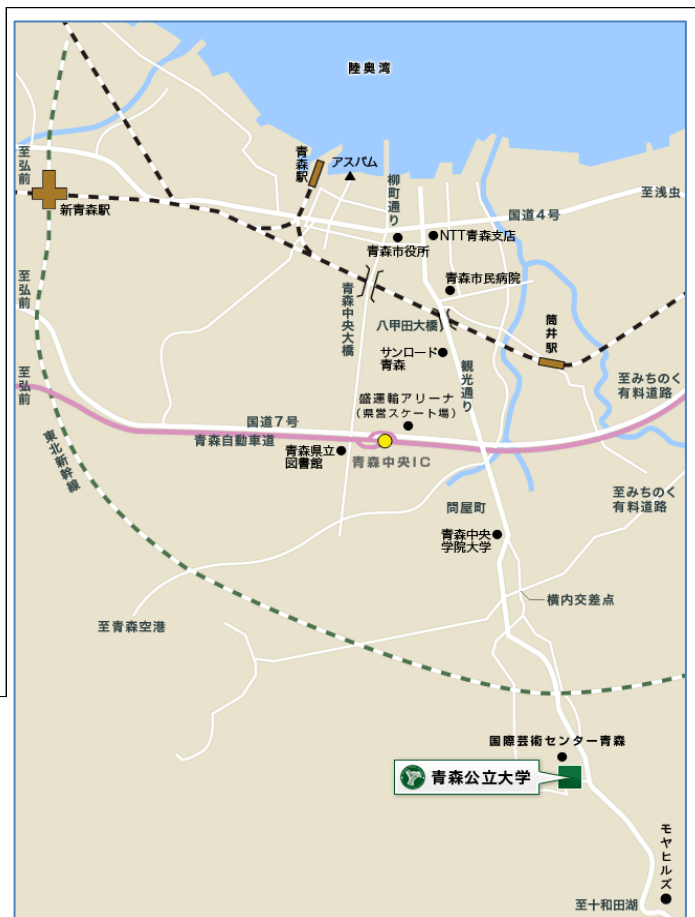 陸奥湾
至弘前
新青森駅
青森駅
アスパム
柳町通り
国道4号
至浅虫
NTT青森支店
青森市役所
青森市民病院
至弘前
青森中央大橋
八甲田大橋
筒井駅
サンロード
青森
観光通り
至弘前
至みちのく
有料道路
盛運輸アリーナ
(県営スケート場)
国道7号
青森自動車道
青森県立
図書館
青森中央IC
東北新幹線
至みちのく
有料道路
問屋町
青森中央
学院大学
横内交差点
至青森空港
国際芸術センター青森
青森公立大学
モヤヒルズ
至十和田湖